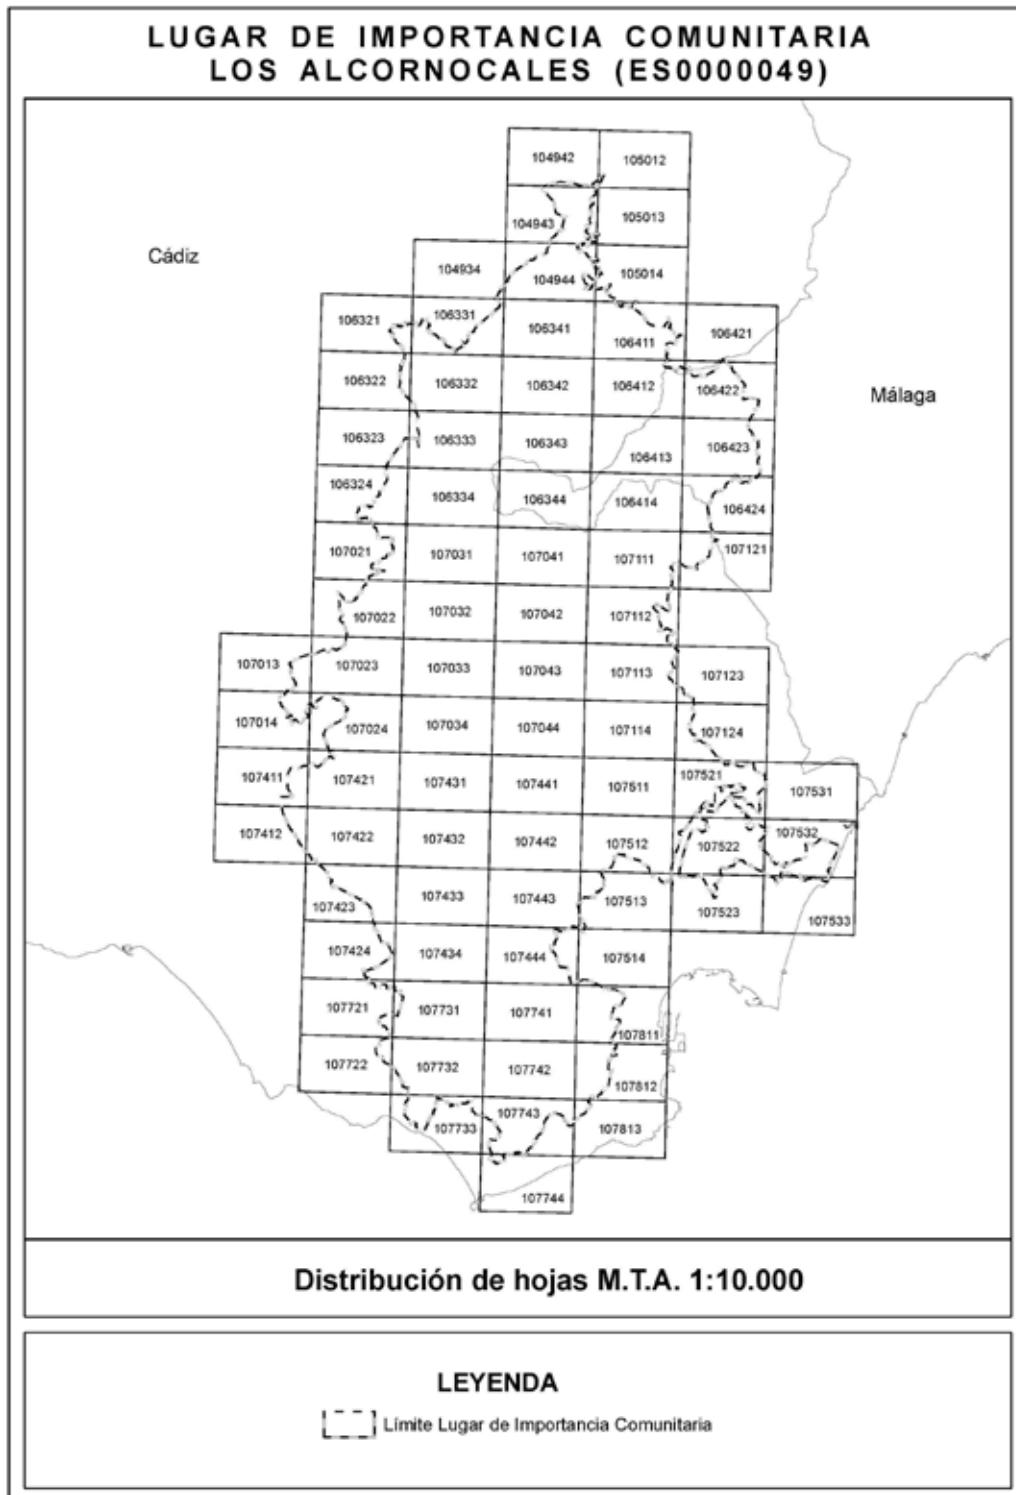 LUGAR DE IMPORTANCIA COMUNITARIA
LOS ALCORNOCALES (ES0000049)
104942 105012
104943 105013
Cádiz
104934 104944 105014
106321 106331 106341 106411 106421
106322 106332 106342 106412 106422
Málaga
106323 106333 106343 106413 106423
106324 106334 106344 106414 106424
107021 107031 107041 107111 107121
107022 107032 107042 107112
107013 107023 107033 107043 107113 107123
107014 107024 107034 107044 107114 107124
107411 107421 107431 107441 107511 107521 107531
107412 107422 107432 107442 107512 107522 107532
107423 107433 107443 107513 107523 107533
107424 107434 107444 107514
107721 107731 107741 107811
107722 107732 107742 107812
107733 107743 107813
107744
Distribución de hojas M.T.A. 1:10.000
LEYENDA
Límite Lugar de Importancia Comunitaria